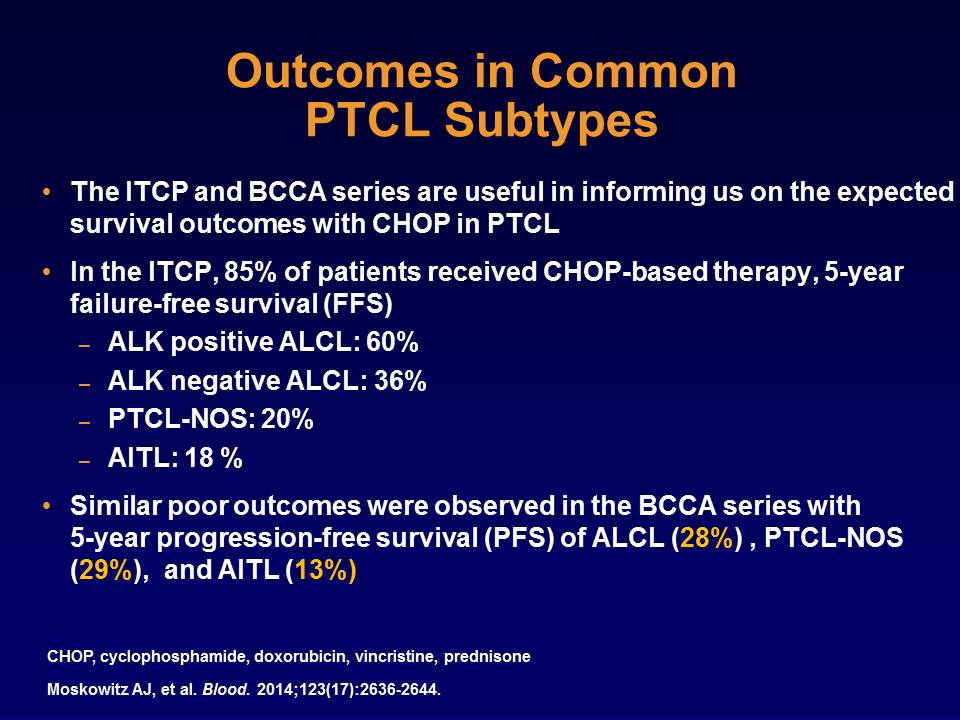 Outcomes in Common
PTCL Subtypes
• The ITCP and BCCA series are useful in informing us on the expected
survival outcomes with CHOP in PTCL
• In the ITCP, 85% of patients received CHOP-based therapy, 5-year
failure-free survival (FFS)
– ALK positive ALCL: 60%
– ALK negative ALCL: 36%
– PTCL-NOS: 20%
– AITL: 18 %
• Similar poor outcomes were observed in the BCCA series with
5-year progression-free survival (PFS) of ALCL (28%) , PTCL-NOS
(29%), and AITL (13%)
CHOP, cyclophosphamide, doxorubicin, vincristine, prednisone
Moskowitz AJ, et al. Blood. 2014;123(17):2636-2644.